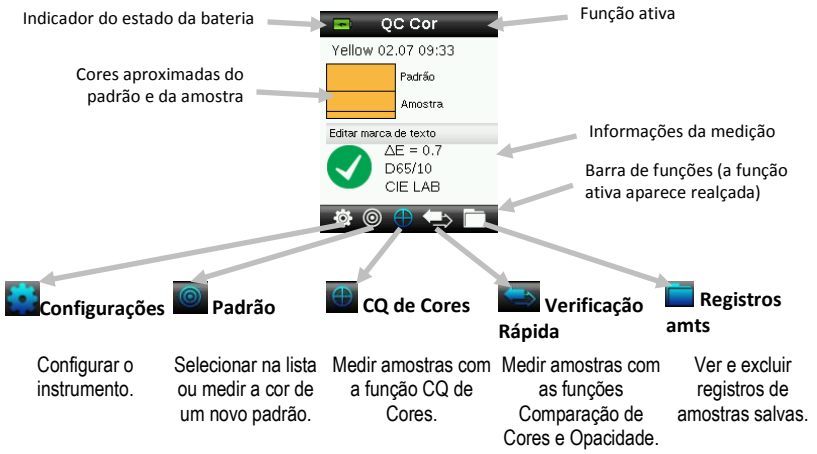 Indicador do estado da bateria
QC Cor
Função ativa
Yellow 02.07 09:33
Cores aproximadas do
padrão e da amostra
Padrão
Amostra
Editar marca de texto
ΔE = 0.7
D65/10
CIE LAB
Informações da medição
Barra de funções (a função
ativa aparece realçada)
Configurações
Configurar o
instrumento.
Padrão
Selecionar na lista
ou medir a cor de
um novo padrão.
CQ de Cores
Medir amostras com
a função CQ de
Cores.
Verificação
Rápida
Medir amostras com
as funções
Comparação de
Cores e Opacidade.
Registros
amts
Ver e excluir
registros de
amostras salvas.